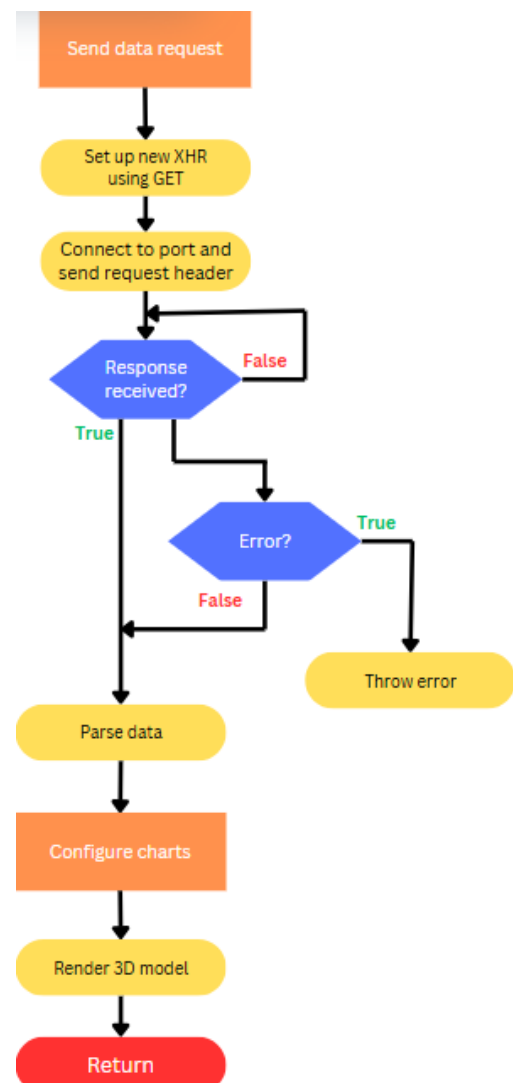 Send data request
Set up new XHR
using GET
Connect to port and
send request header
Response
received?
False
True
Error?
True
False
Throw error
Parse data
Configure charts
Render 3D model
Return